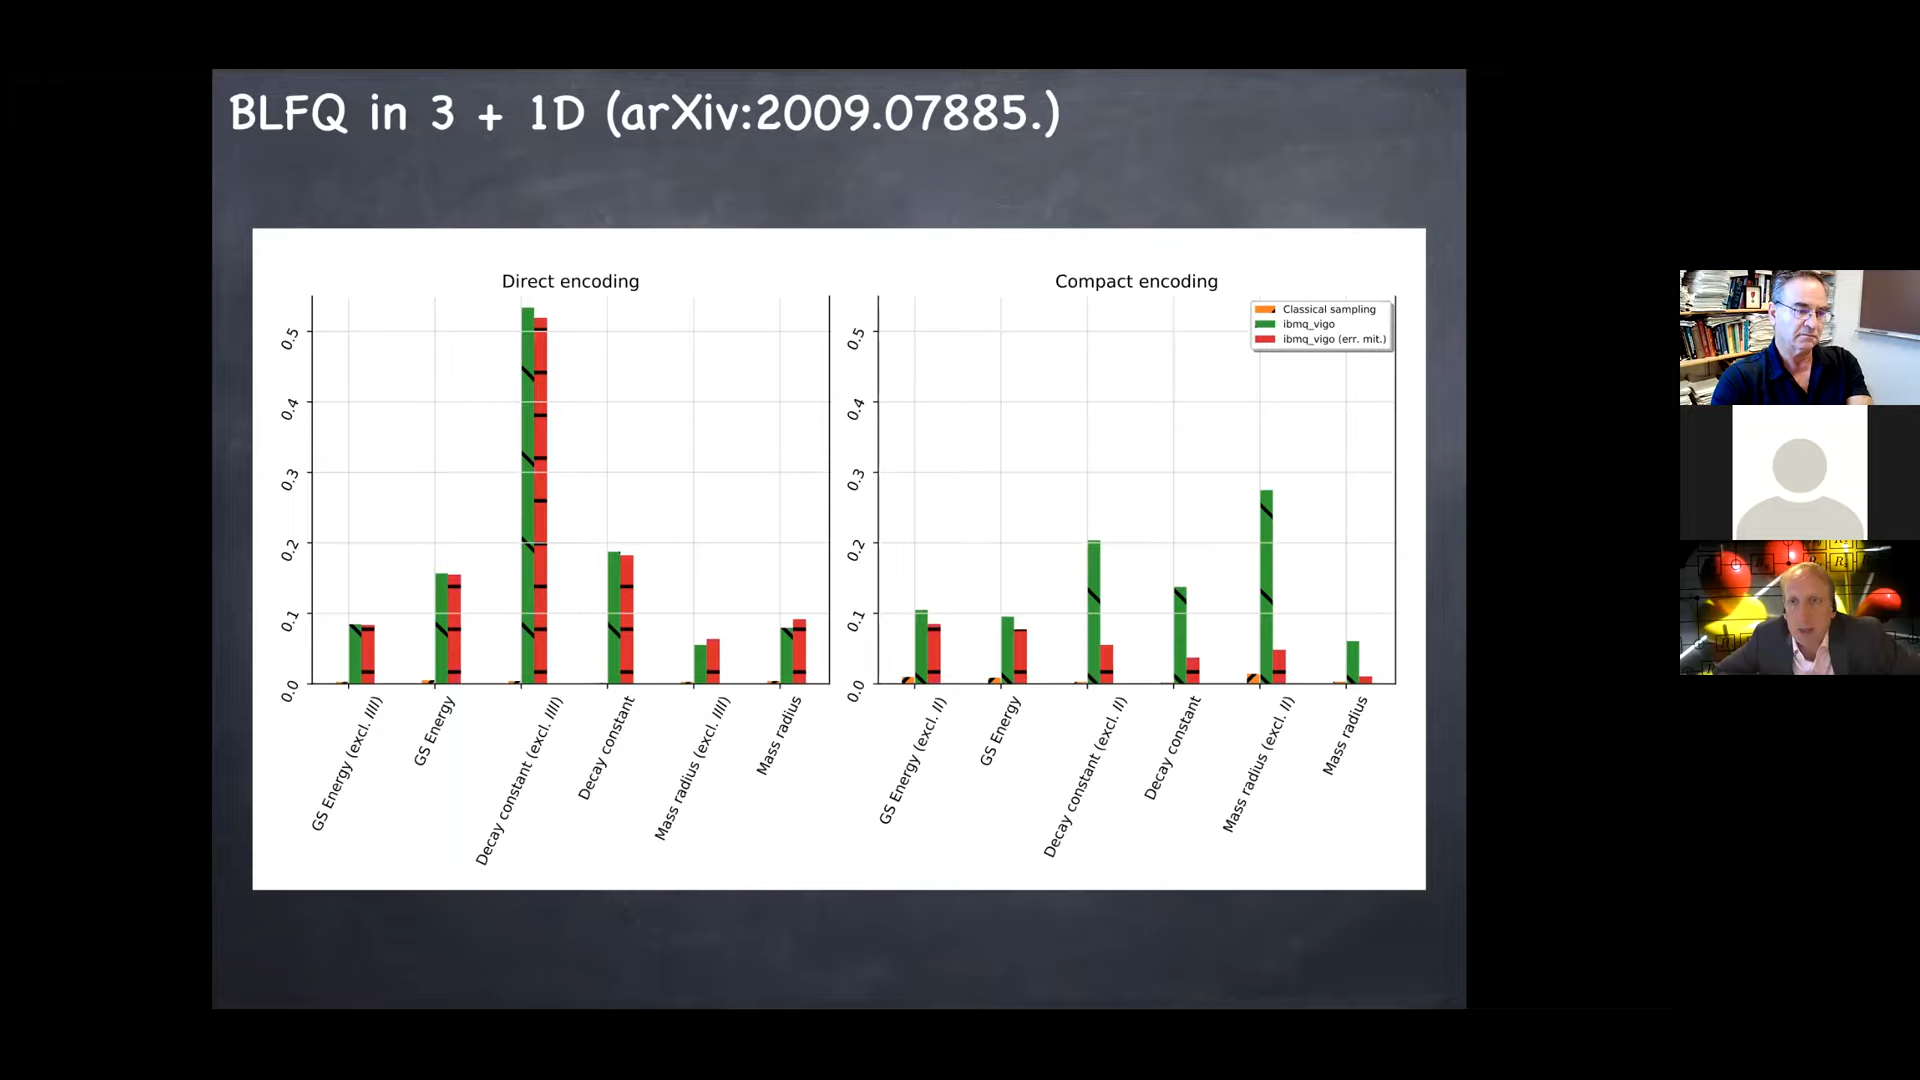 BLFQ in 3 + 1D (arXiv:2009.07885.)
Direct encoding
0.5
0.4
0.3
0.2
0.1
0.0
GS Energy (excl. IIII)
GS Energy
Decay constant (excl. IIII)
Decay constant
Mass radius (excl. IIII)
Mass radius
Compact encoding
Classical sampling
ibmq_vigo
ibmq_vigo (err. mit.)
0.5
0.4
0.3
0.2
0.1
0.0
GS Energy (excl. II)
GS Energy
Decay constant (excl. II)
Decay constant
Mass radius (excl. II)
Mass radius